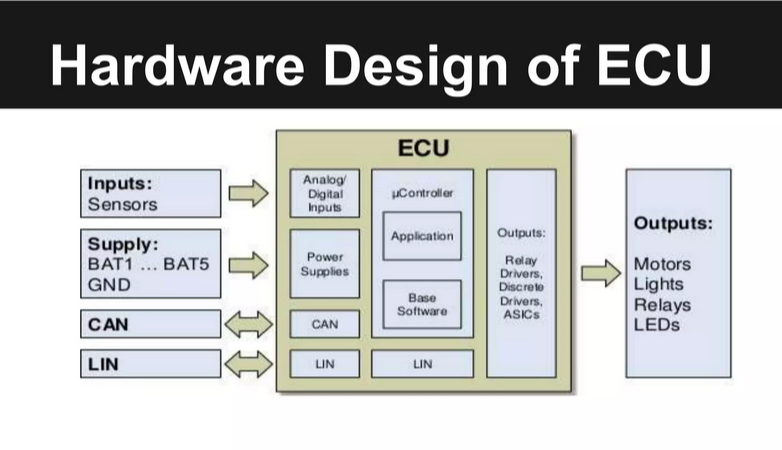 Hardware Design of ECU
ECU
Inputs:
Sensors
Supply:
BAT1 ... BAT5
GND
CAN
LIN
Analog/
Digital
Inputs
Power
Supplies
CAN
LIN
µController
Application
Base
Software
LIN
Outputs:
Relay
Drivers,
Discrete
Drivers,
ASICs
Outputs:
Motors
Lights
Relays
LEDs